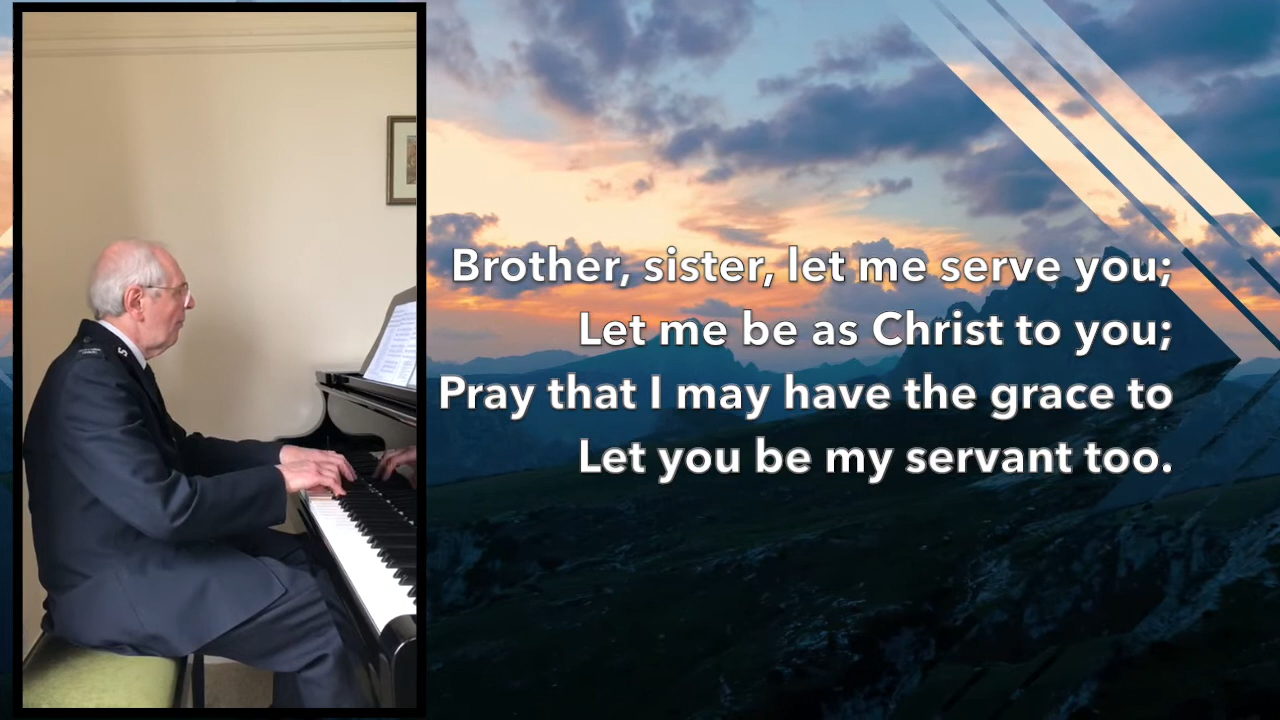 Brother, sister, let me serve you;
Let me be as Christ to you;
Pray that I may have the grace to
Let you be my servant too.
S